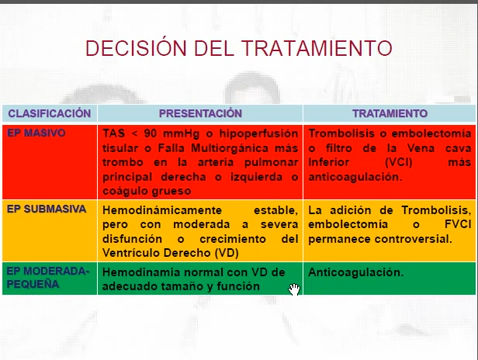 DECISIÓN DEL TRATAMIENTO
CLASIFICACIÓN PRESENTACIÓN TRATAMIENTO
EP MASIVO
TAS < 90 mmHg o hipoperfusión
tisular o Falla Multiorgánica más
trombo en la arteria pulmonar
principal derecha o izquierda o
coágulo grueso
Trombolisis o embolectomía
o filtro de la Vena cava
Inferior (VCI) más
anticoagulación.
EP SUBMASIVA
Hemodinámicamente estable,
pero con moderada a severa
disfunción o crecimiento del
Ventrículo Derecho (VD)
La adición de Trombolisis,
embolectomía o FVCI
permanece controversial.
EP MODERADA-
PEQUEÑA
Hemodinamia normal con VD de
adecuado tamaño y función
Anticoagulación.